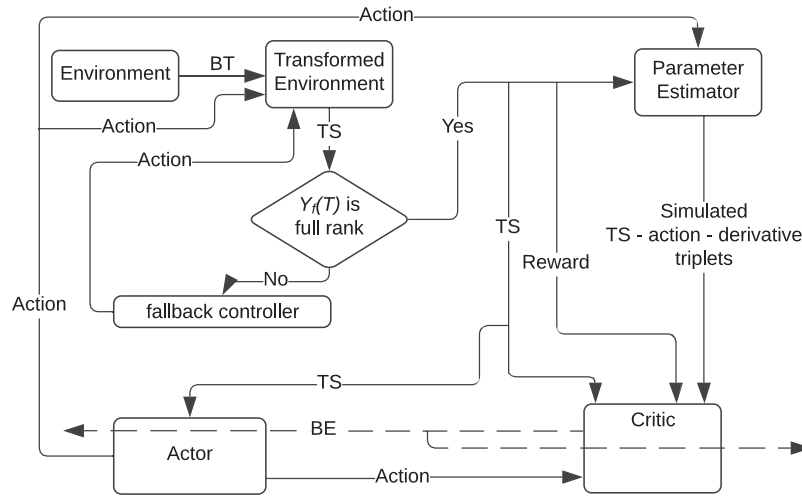 Action
Environment
BT
Transformed
Environment
Parameter
Estimator
Action
TS
Yes
Action
Y_f(T) is
full rank
TS
Simulated
TS - action - derivative
triplets
Reward
No
Action
fallback controller
TS
BE
Critic
Actor
Action